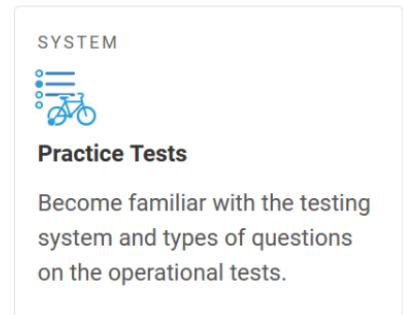 SYSTEM
Practice Tests
Become familiar with the testing
system and types of questions
on the operational tests.